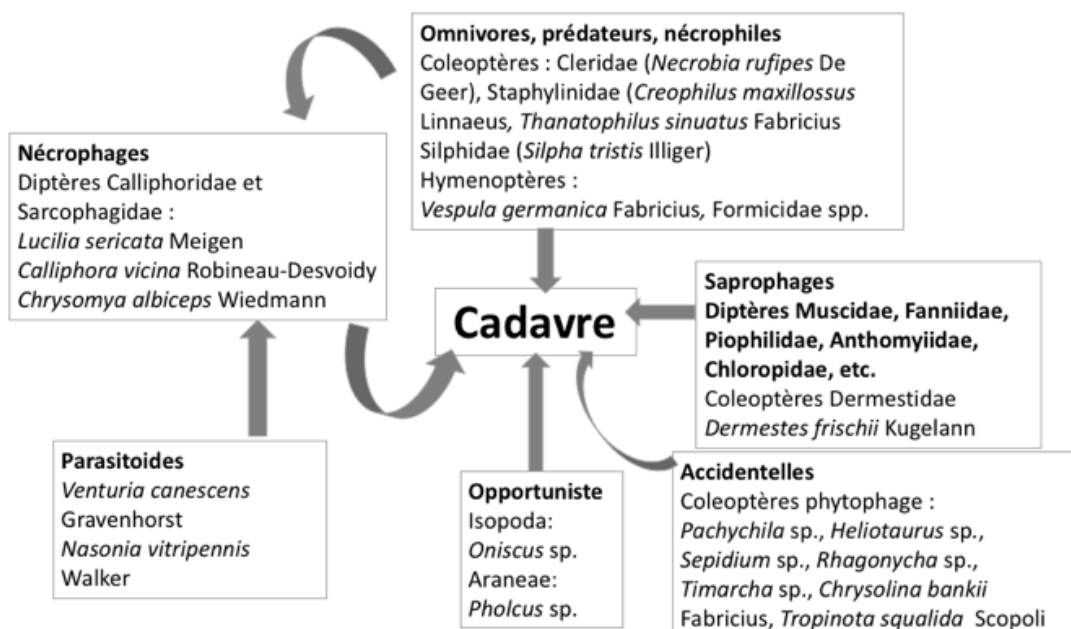 Omnivores, prédateurs, nécrophiles
Coleoptères : Cleridae (Necrobia rufipes De
Geer), Staphylinidae (Creophilus maxillossus
Linnaeus, Thanatophilus sinuatus Fabricius
Silphidae (Silpha tristis Illiger)
Hymenoptères :
Vespula germanica Fabricius, Formicidae spp.
Nécrophages
Diptères Calliphoridae et
Sarcophagidae :
Lucilia sericata Meigen
Calliphora vicina Robineau-Desvoidy
Chrysomya albiceps Wiedmann
Cadavre
Saprophages
Diptères Muscidae, Fanniidae,
Piophilidae, Anthomyiidae,
Chloropidae, etc.
Coleoptères Dermestidae
Dermestes frischii Kugelann
Parasitoides
Venturia canescens
Gravenhorst
Nasonia vitripennis
Walker
Opportuniste
Isopoda:
Oniscus sp.
Araneae:
Pholcus sp.
Accidentelles
Coleoptères phytophage :
Pachychila sp., Heliotaurus sp.,
Sepidium sp., Rhagonycha sp.,
Timarcha sp., Chrysolina bankii
Fabricius, Tropinota squalida Scopoli